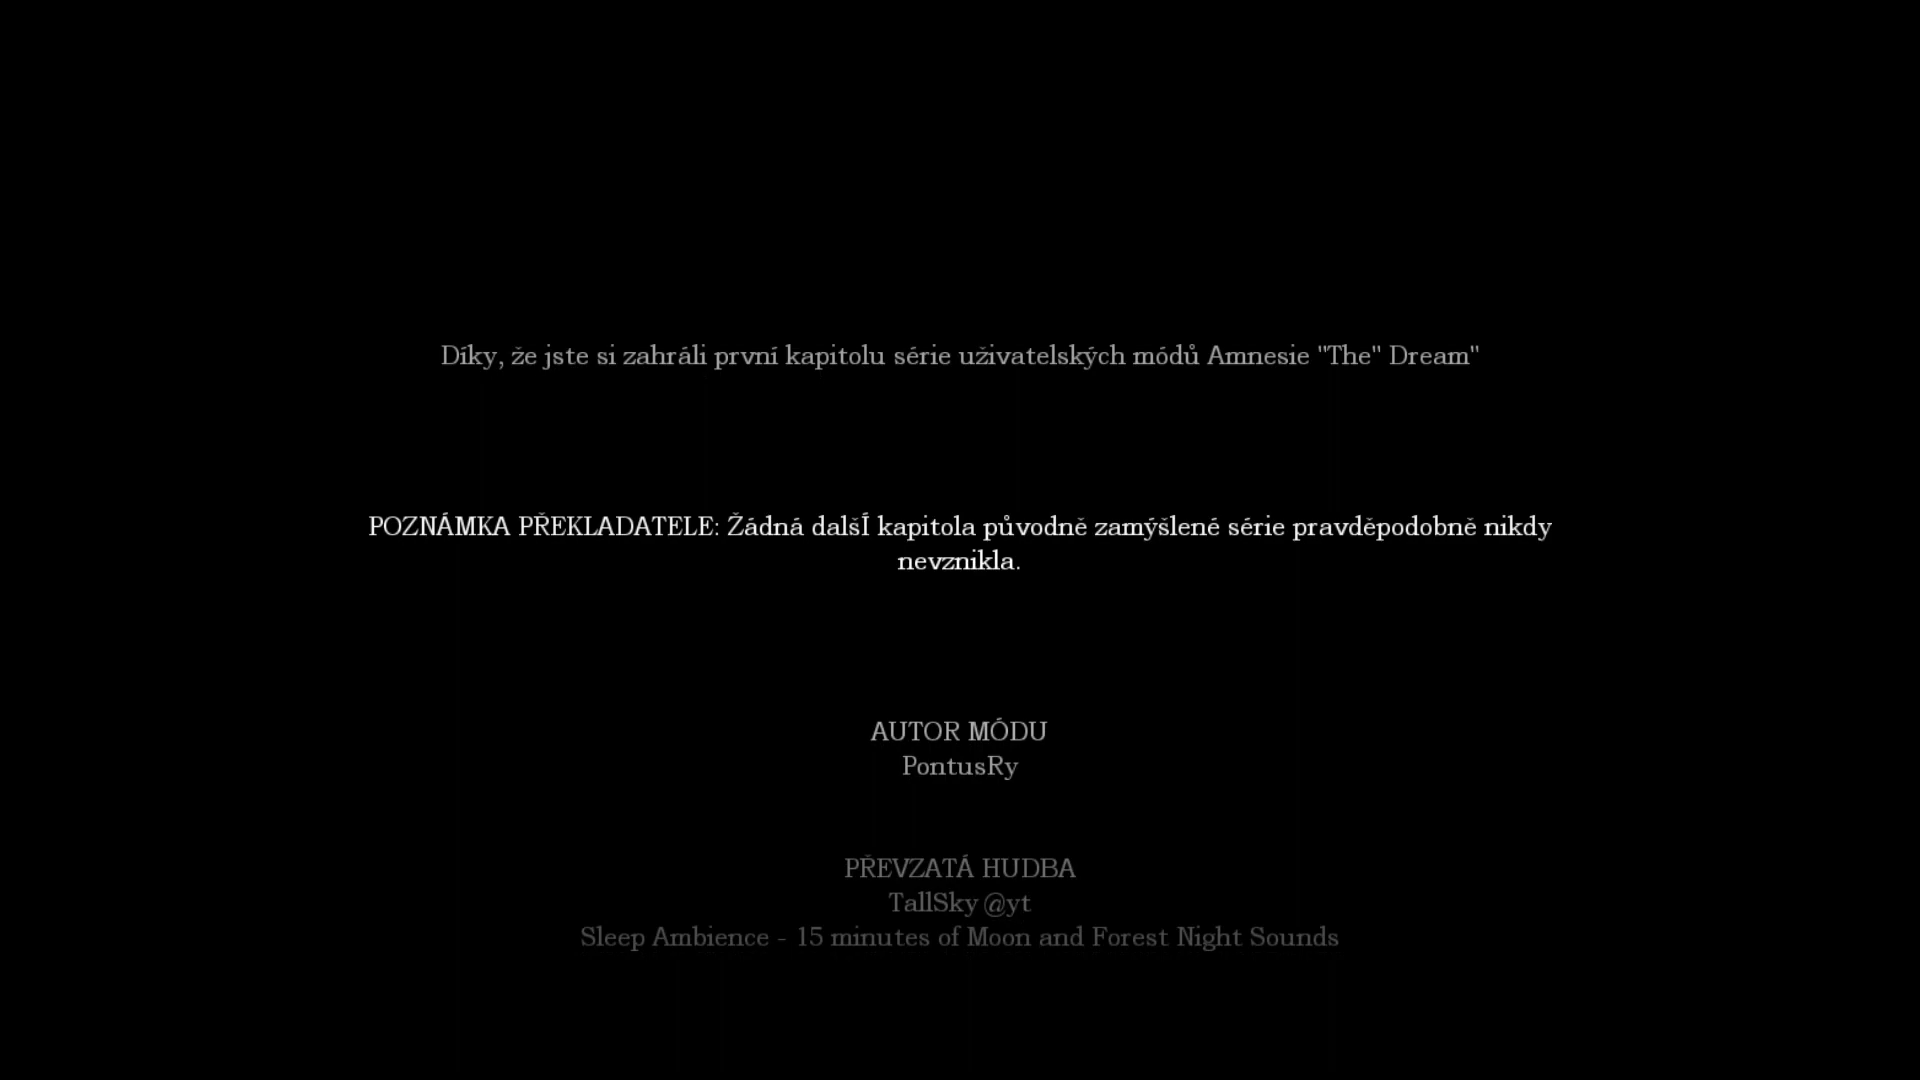 Díky, že jste si zahráli první kapitolu série uživatelských módů Amnesie "The" Dream"
POZNÁMKA PŘEKLADATELE: Žádná dalšÍ kapitola původně zamýšlené série pravděpodobně nikdy
nevznikla.
AUTOR MÓDU
PontusRy
PŘEVZATÁ HUDBA
TallSky @yt
Sleep Ambience - 15 minutes of Moon and Forest Night Sounds